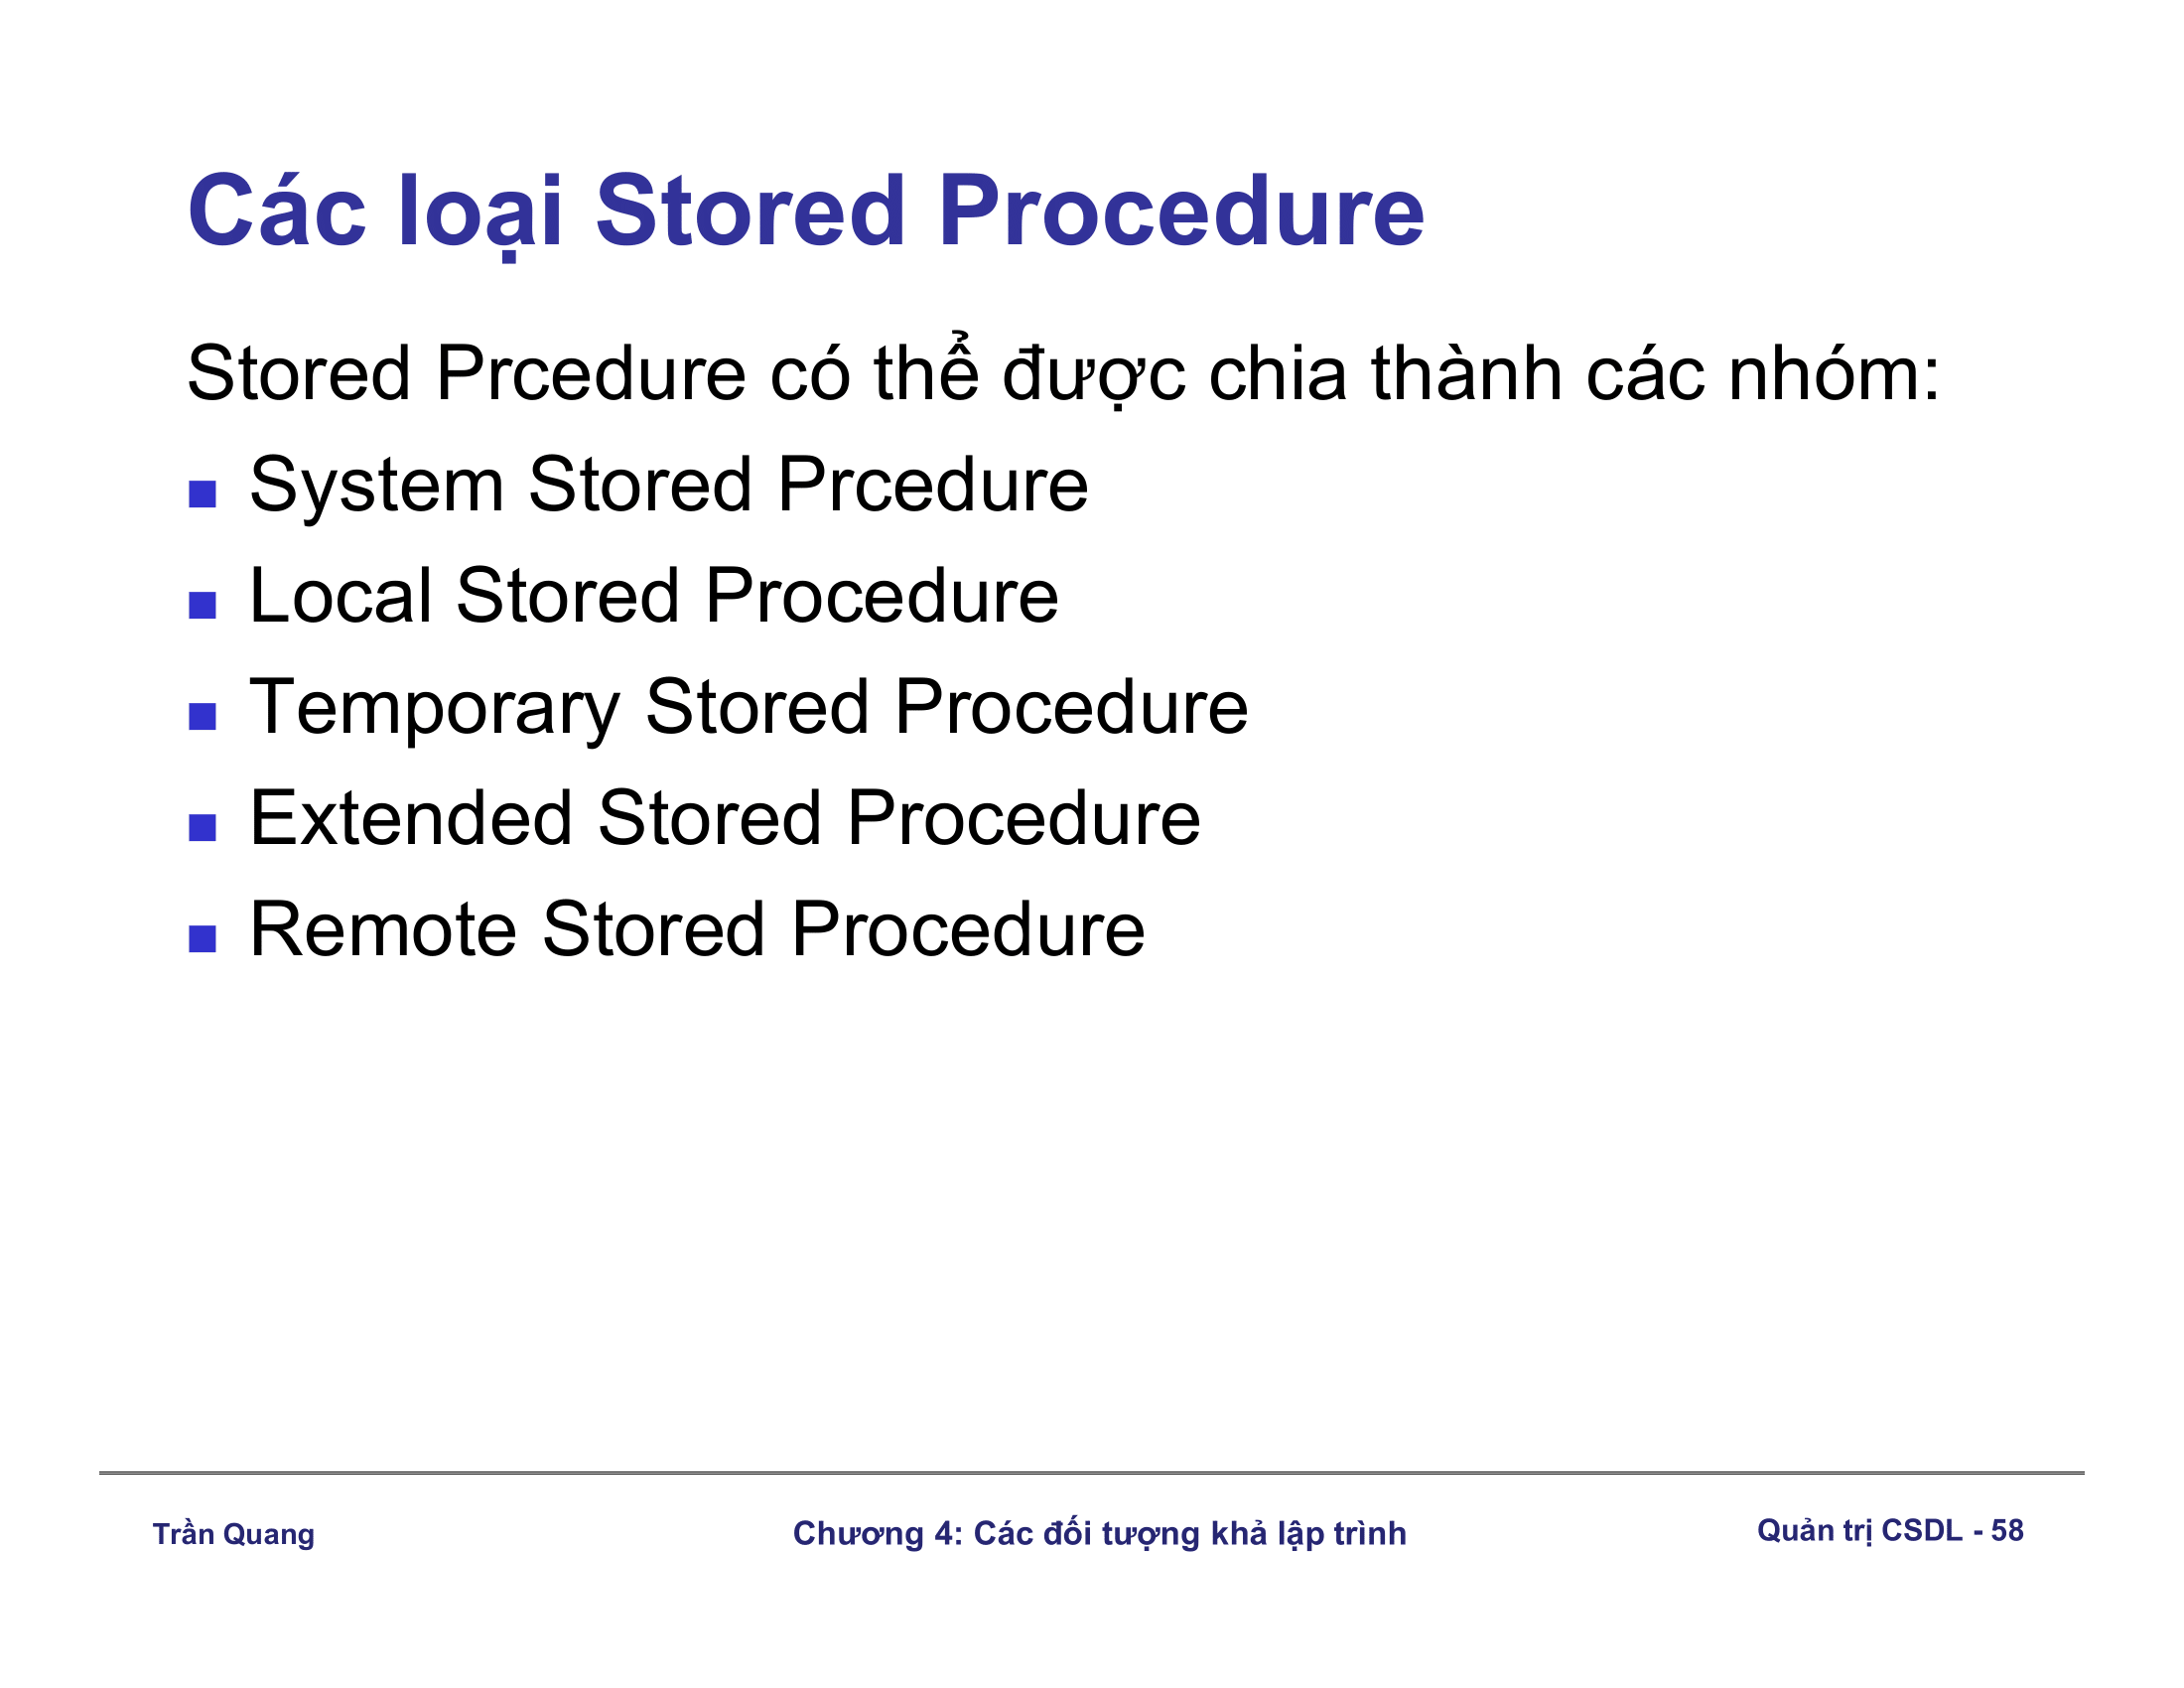 Các loại Stored Procedure
Stored Prcedure có thể được chia thành các nhóm:
System Stored Prcedure
Local Stored Procedure
Temporary Stored Procedure
Extended Stored Procedure
Remote Stored Procedure
Trần Quang
Chương 4: Các đối tượng khả lập trình
Quản trị CSDL - 58